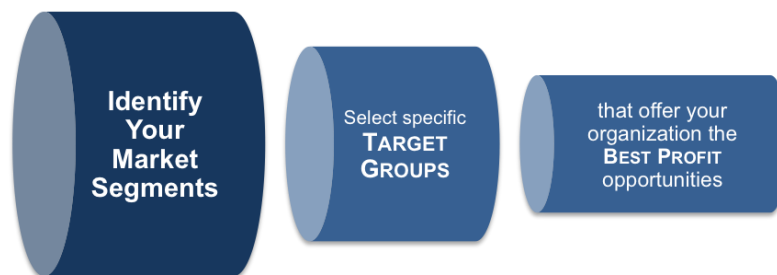 Identify
Your
Market
Segments
Select specific
TARGET
GROUPS
that offer your
organization the
BEST PROFIT
opportunities